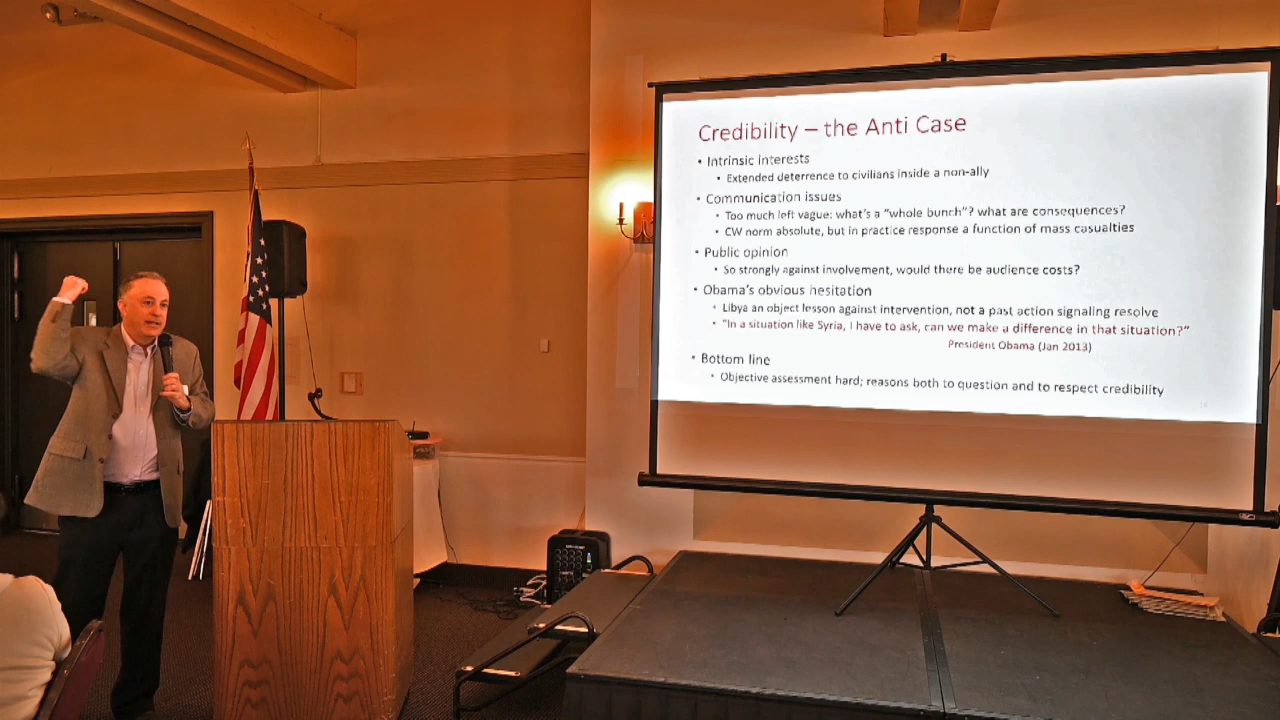 Credibility – the Anti Case
• Intrinsic interests
• Extended deterrence to civilians inside a non-ally
• Communication issues
• Too much left vague: what's a "whole bunch"? what are consequences?
• CW norm absolute, but in practice response a function of mass casualties
• Public opinion
• So strongly against involvement, would there be audience costs?
• Obama's obvious hesitation
• Libya an object lesson against intervention, not a past action signaling resolve
• "In a situation like Syria, I have to ask, can we make a difference in that situation?"
President Obama (Jan 2013)
• Bottom line
• Objective assessment hard; reasons both to question and to respect credibility